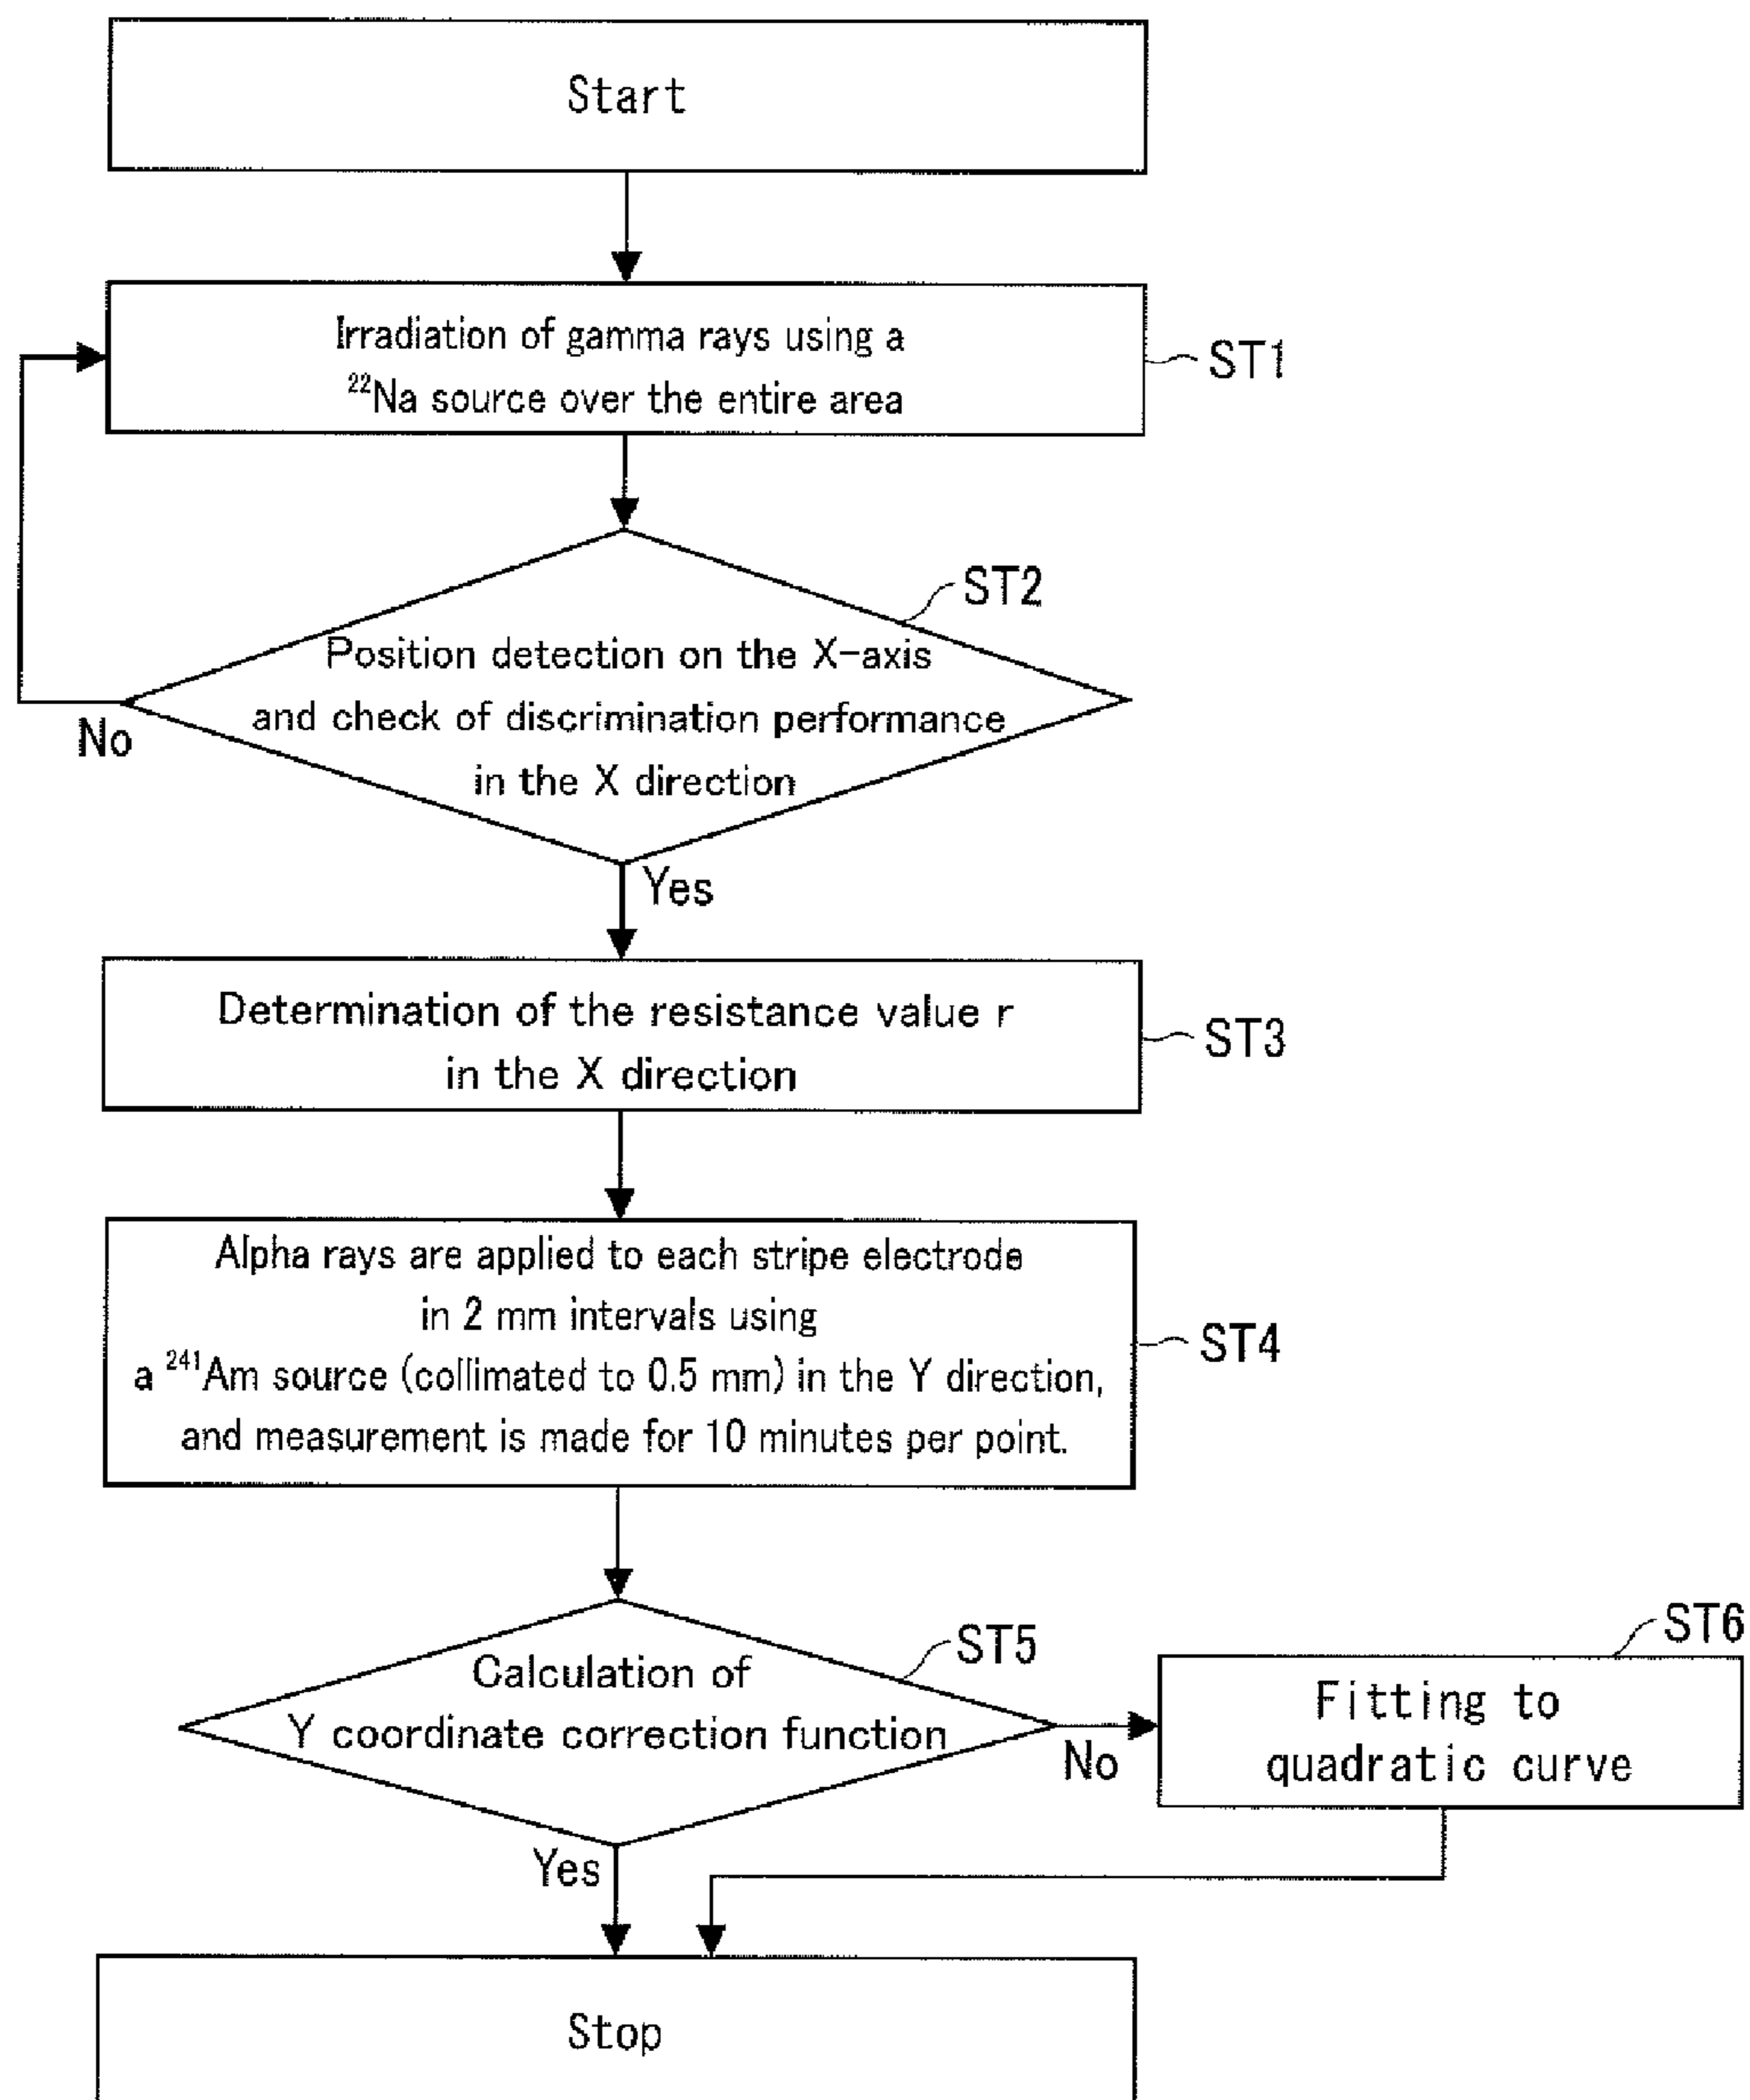 Start
Irradiation of gamma rays using a
²²Na source over the entire area
ST1
ST2
Position detection on the X-axis
and check of discrimination performance
in the X direction
No
Yes
Determination of the resistance value r
in the X direction
ST3
Alpha rays are applied to each stripe electrode
in 2 mm intervals using
a ²⁴¹Am source (collimated to 0.5 mm) in the Y direction,
and measurement is made for 10 minutes per point.
ST4
ST5
Calculation of
Y coordinate correction function
No
Yes
ST6
Fitting to
quadratic curve
Stop